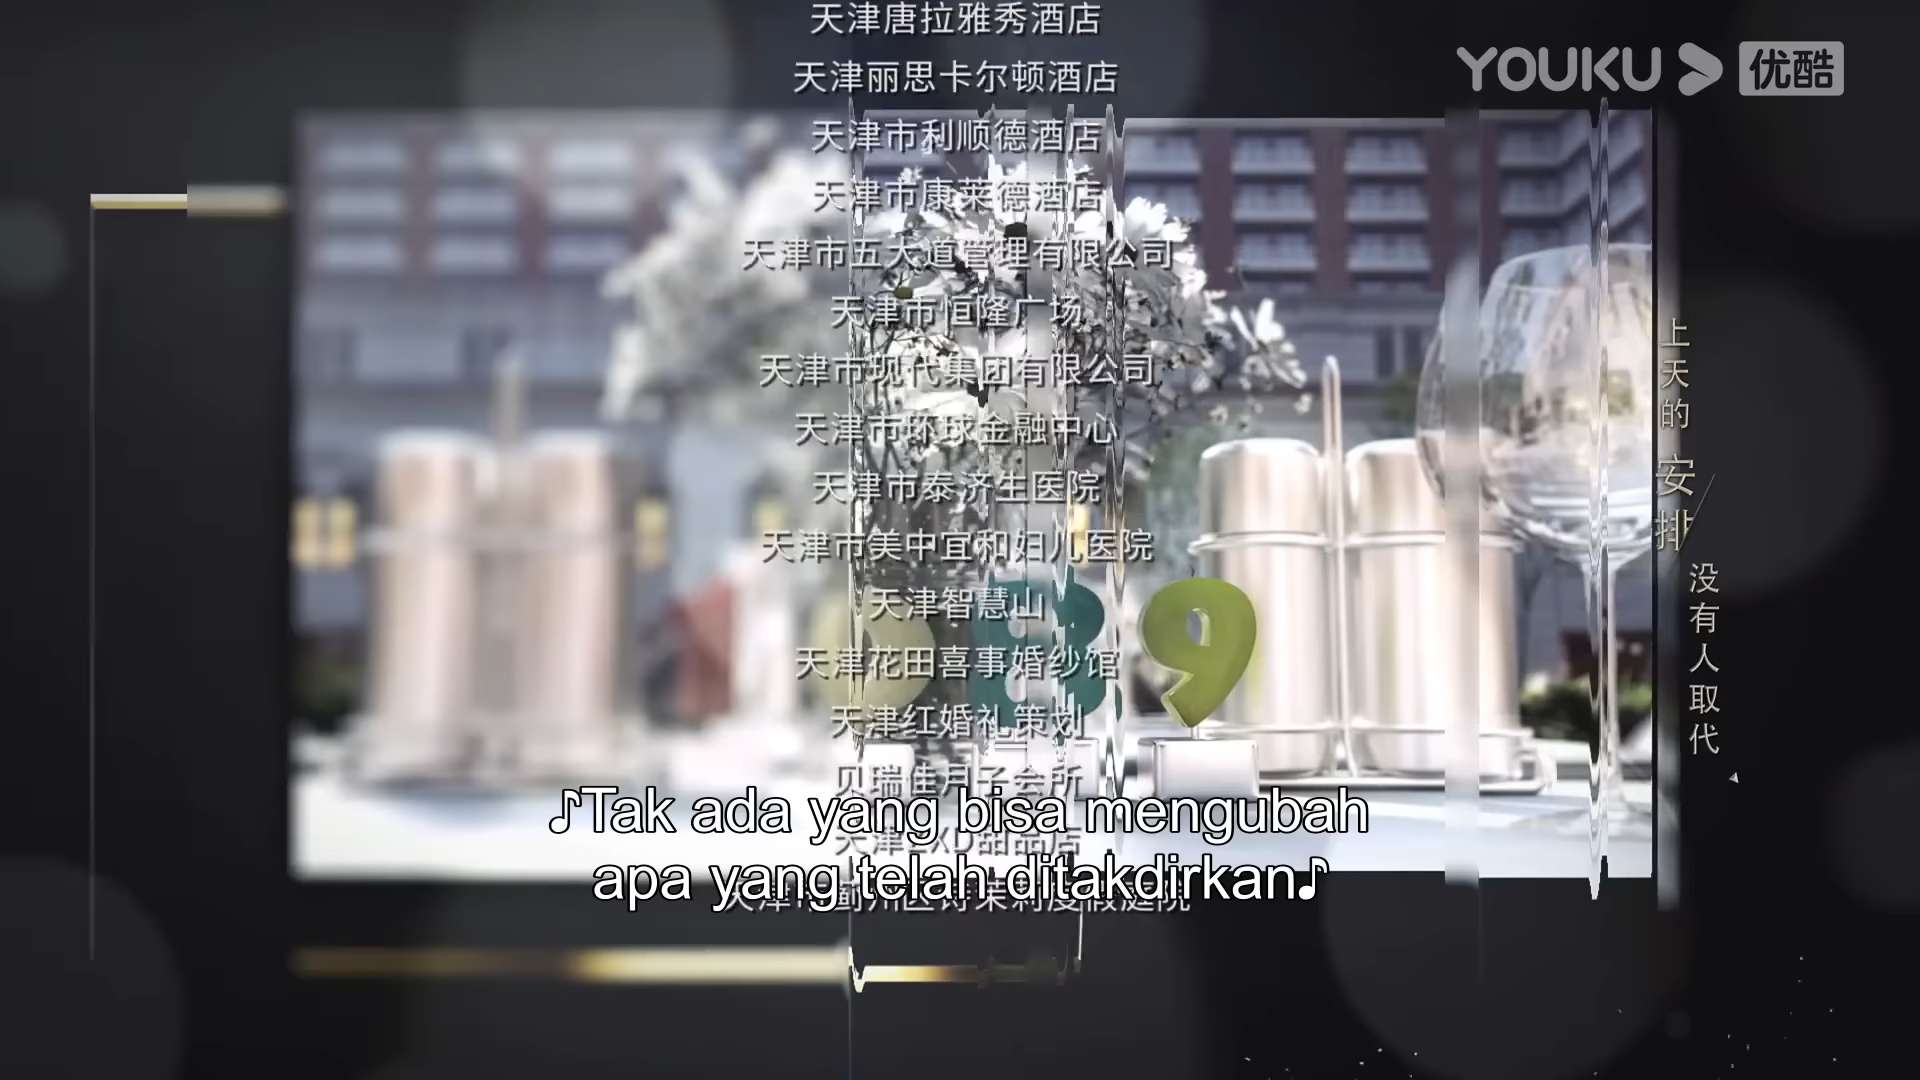 天津唐拉雅秀酒店
YOUKU 优酷
天津丽思卡尔顿酒店
天津市利顺德酒店
天津市康莱德酒店
天津市五大道管理有限公司
天津市恒隆广场
天津市现代集团有限公司
天津市环球金融中心
天津市泰济生医院
天津市美中宜和妇儿医院
天津智慧山
天津花田喜事婚纱馆
天津红婚礼策划
贝瑞佳月子会所
♪Tak ada yang bisa mengubah
apa yang telah ditakdirkan♪
8
9
上天的
安排
没有人取代